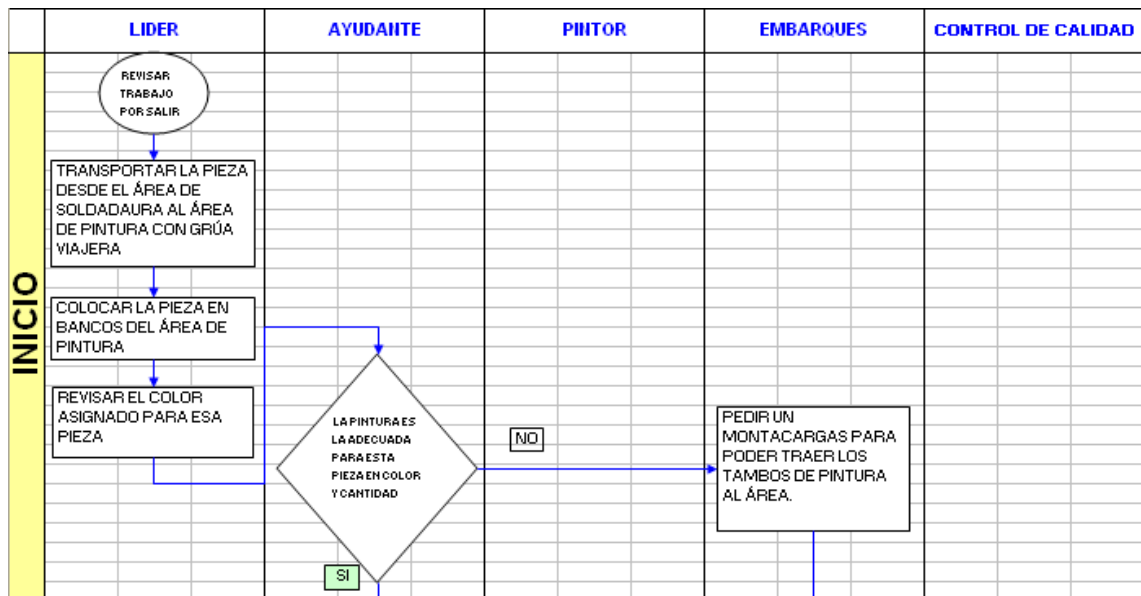 LIDER
AYUDANTE
PINTOR
EMBARQUES
CONTROL DE CALIDAD
INICIO
REVISAR
TRABAJO
POR SALIR
TRANSPORTAR LA PIEZA
DESDE EL ÁREA DE
SOLDADAURA AL ÁREA
DE PINTURA CON GRÚA
VIAJERA
COLOCAR LA PIEZA EN
BANCOS DEL ÁREA DE
PINTURA
REVISAR EL COLOR
ASIGNADO PARA ESA
PIEZA
LA PINTURA ES
LA ADECUADA
PARA ESTA
PIEZA EN COLOR
Y CANTIDAD
NO
SI
PEDIR UN
MONTACARGAS PARA
PODER TRAER LOS
TAMBOS DE PINTURA
AL ÁREA.